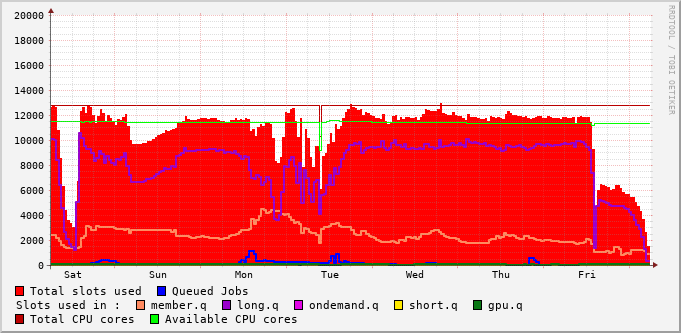 20000
18000
16000
14000
12000
10000
8000
6000
4000
2000
0
Sat Sun Mon Tue Wed Thu Fri
RRDTOOL / TOBI OETIKER
Total slots used Queued Jobs
Slots used in : member.q long.q ondemand.q short.q gpu.q
Total CPU cores Available CPU cores